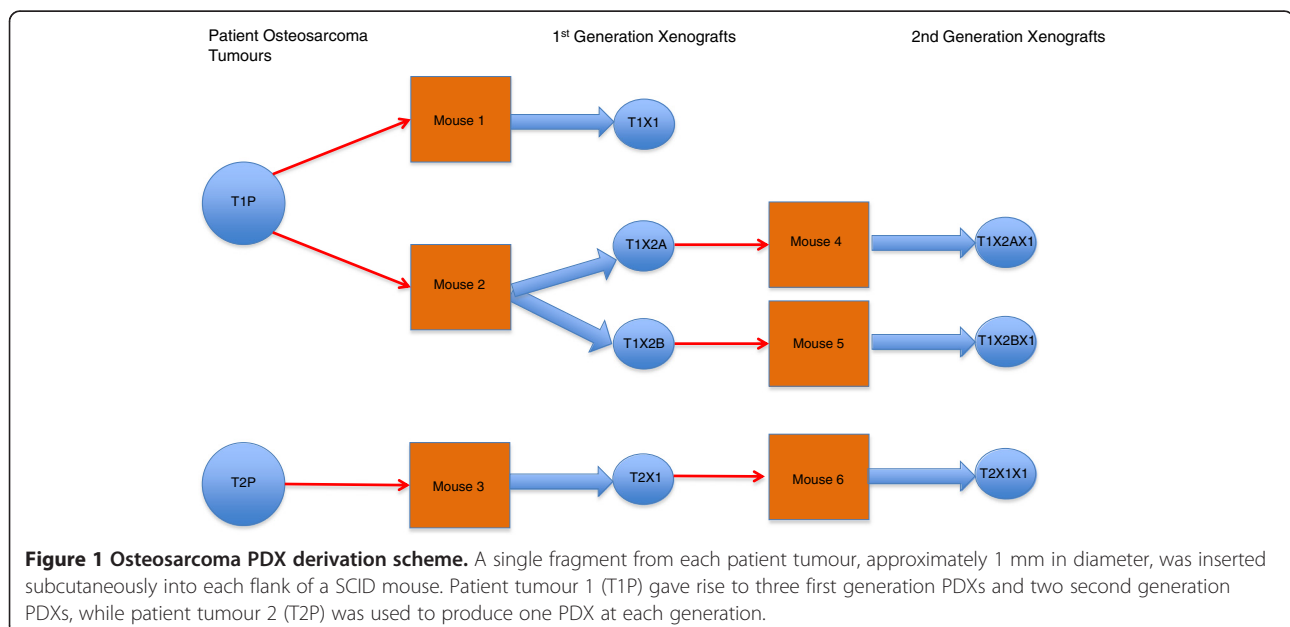 Patient Osteosarcoma
Tumours
1st Generation Xenografts
2nd Generation Xenografts
Mouse 1
T1X1
T1P
Mouse 2
T1X2A
Mouse 4
T1X2AX1
T1X2B
Mouse 5
T1X2BX1
T2P
Mouse 3
T2X1
Mouse 6
T2X1X1
Figure 1 Osteosarcoma PDX derivation scheme. A single fragment from each patient tumour, approximately 1 mm in diameter, was inserted
subcutaneously into each flank of a SCID mouse. Patient tumour 1 (T1P) gave rise to three first generation PDXs and two second generation
PDXs, while patient tumour 2 (T2P) was used to produce one PDX at each generation.